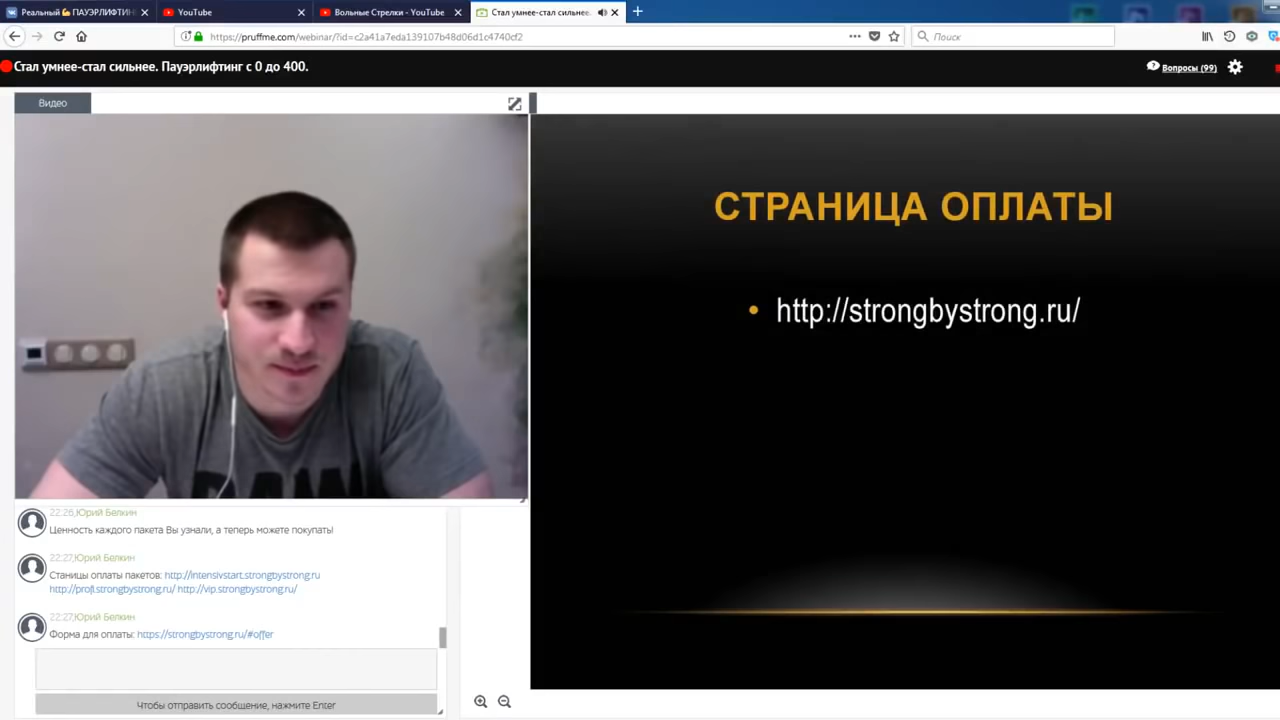 Реальный 💪 ПАУЭРЛИФТИН
YouTube
Вольные Стрелки - YouTube
Стал умнее-стал сильнее.
https://pruffme.com/webinar/?id=c2a41a7eda139107b48d06d1c4740cf2
Поиск
Стал умнее-стал сильнее. Пауэрлифтинг с 0 до 400.
Вопросы (99)
Видео
СТРАНИЦА ОПЛАТЫ
• http://strongbystrong.ru/
22:26,Юрий Белкин
Ценность каждого пакета Вы узнали, а теперь можете покупать!
22:27,Юрий Белкин
Станицы оплаты пакетов: http://intensivstart.strongbystrong.ru
http://profi.strongbystrong.ru/ http://vip.strongbystrong.ru/
22:27,Юрий Белкин
Форма для оплаты: https://strongbystrong.ru/#offer
Чтобы отправить сообщение, нажмите Enter